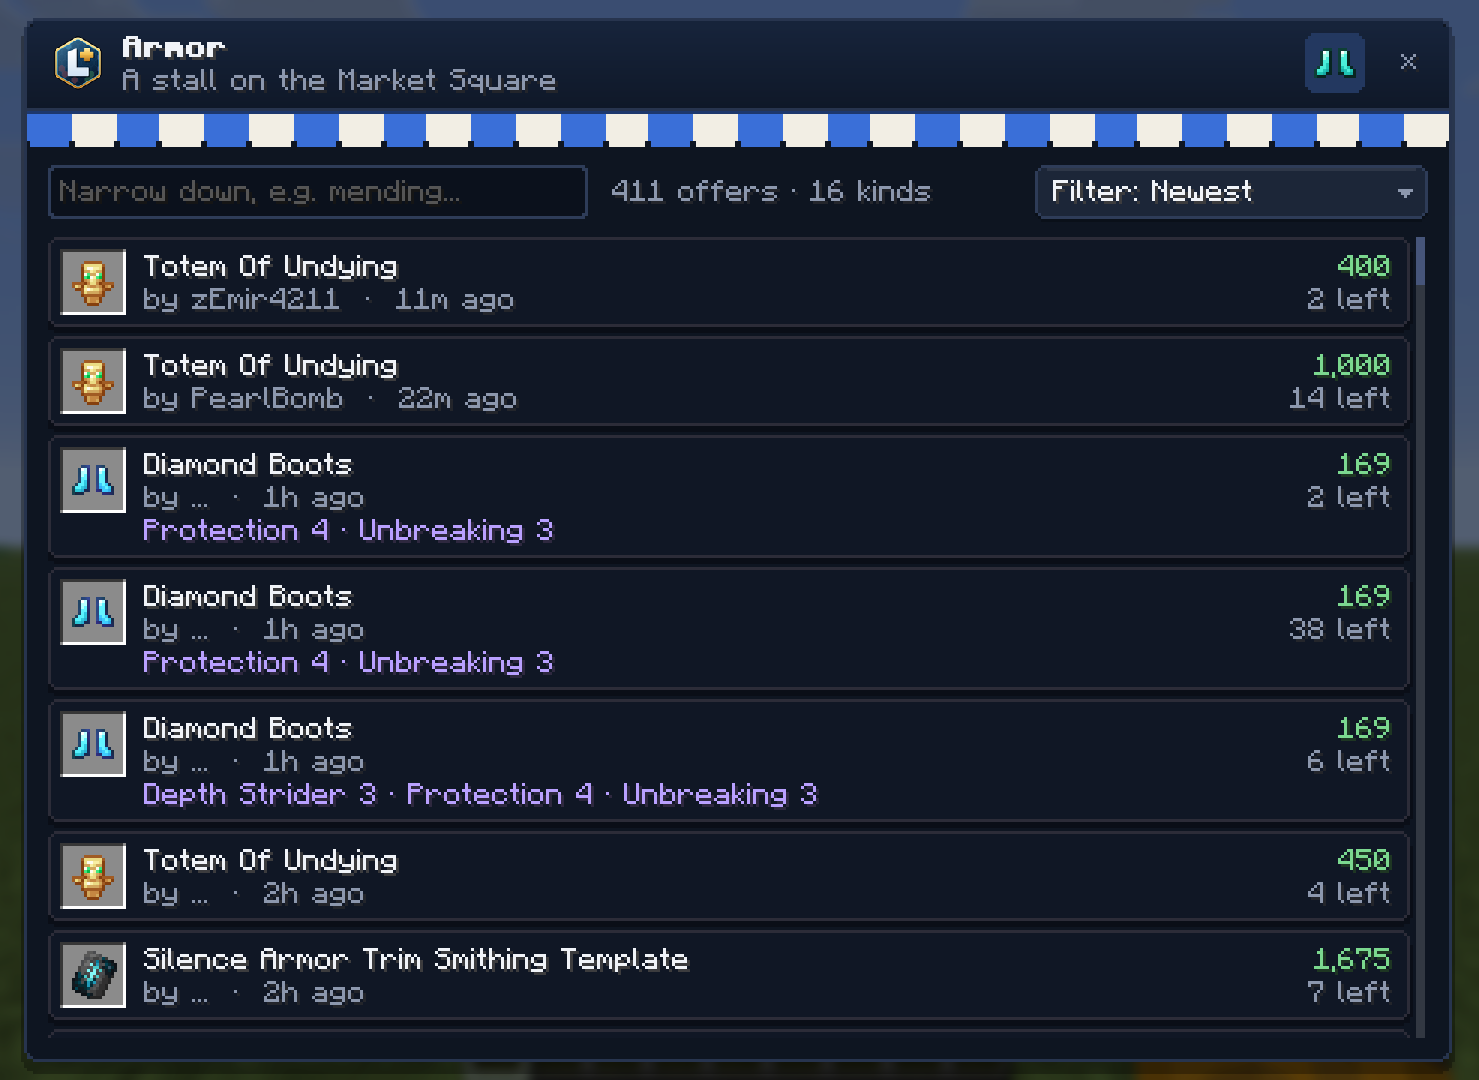 Armor
A stall on the Market Square
Narrow down, e.g. mending...
411 offers · 16 kinds
Filter: Newest
Totem Of Undying
400
by zEmir4211 · 11m ago
2 left
Totem Of Undying
1,000
by PearlBomb · 22m ago
14 left
Diamond Boots
169
by ... · 1h ago
2 left
Protection 4 · Unbreaking 3
Diamond Boots
169
by ... · 1h ago
38 left
Protection 4 · Unbreaking 3
Diamond Boots
169
by ... · 1h ago
6 left
Depth Strider 3 · Protection 4 · Unbreaking 3
Totem Of Undying
450
by ... · 2h ago
4 left
Silence Armor Trim Smithing Template
1,675
by ... · 2h ago
7 left